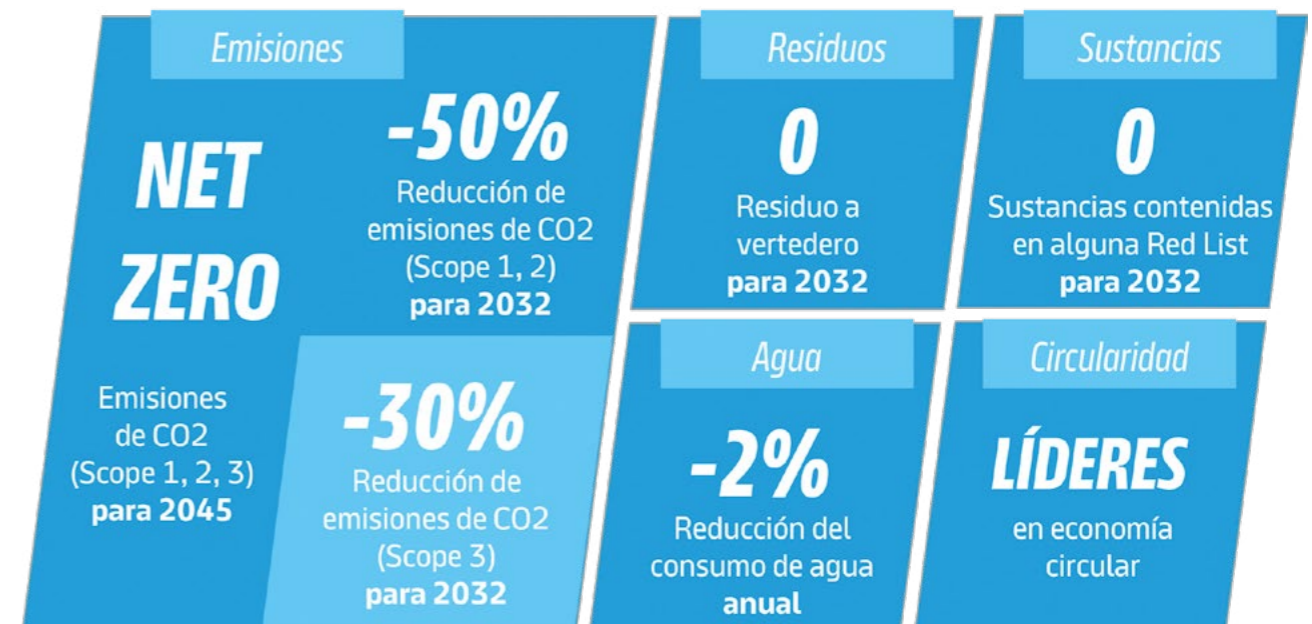 Emisiones
NET
ZERO
Emisiones
de CO2
(Scope 1, 2, 3)
para 2045
-50%
Reducción de
emisiones de CO2
(Scope 1, 2)
para 2032
-30%
Reducción de
emisiones de CO2
(Scope 3)
para 2032
Residuos
0
Residuo a
vertedero
para 2032
Sustancias
0
Sustancias contenidas
en alguna Red List
para 2032
Agua
-2%
Reducción del
consumo de agua
anual
Circularidad
LÍDERES
en economía
circular